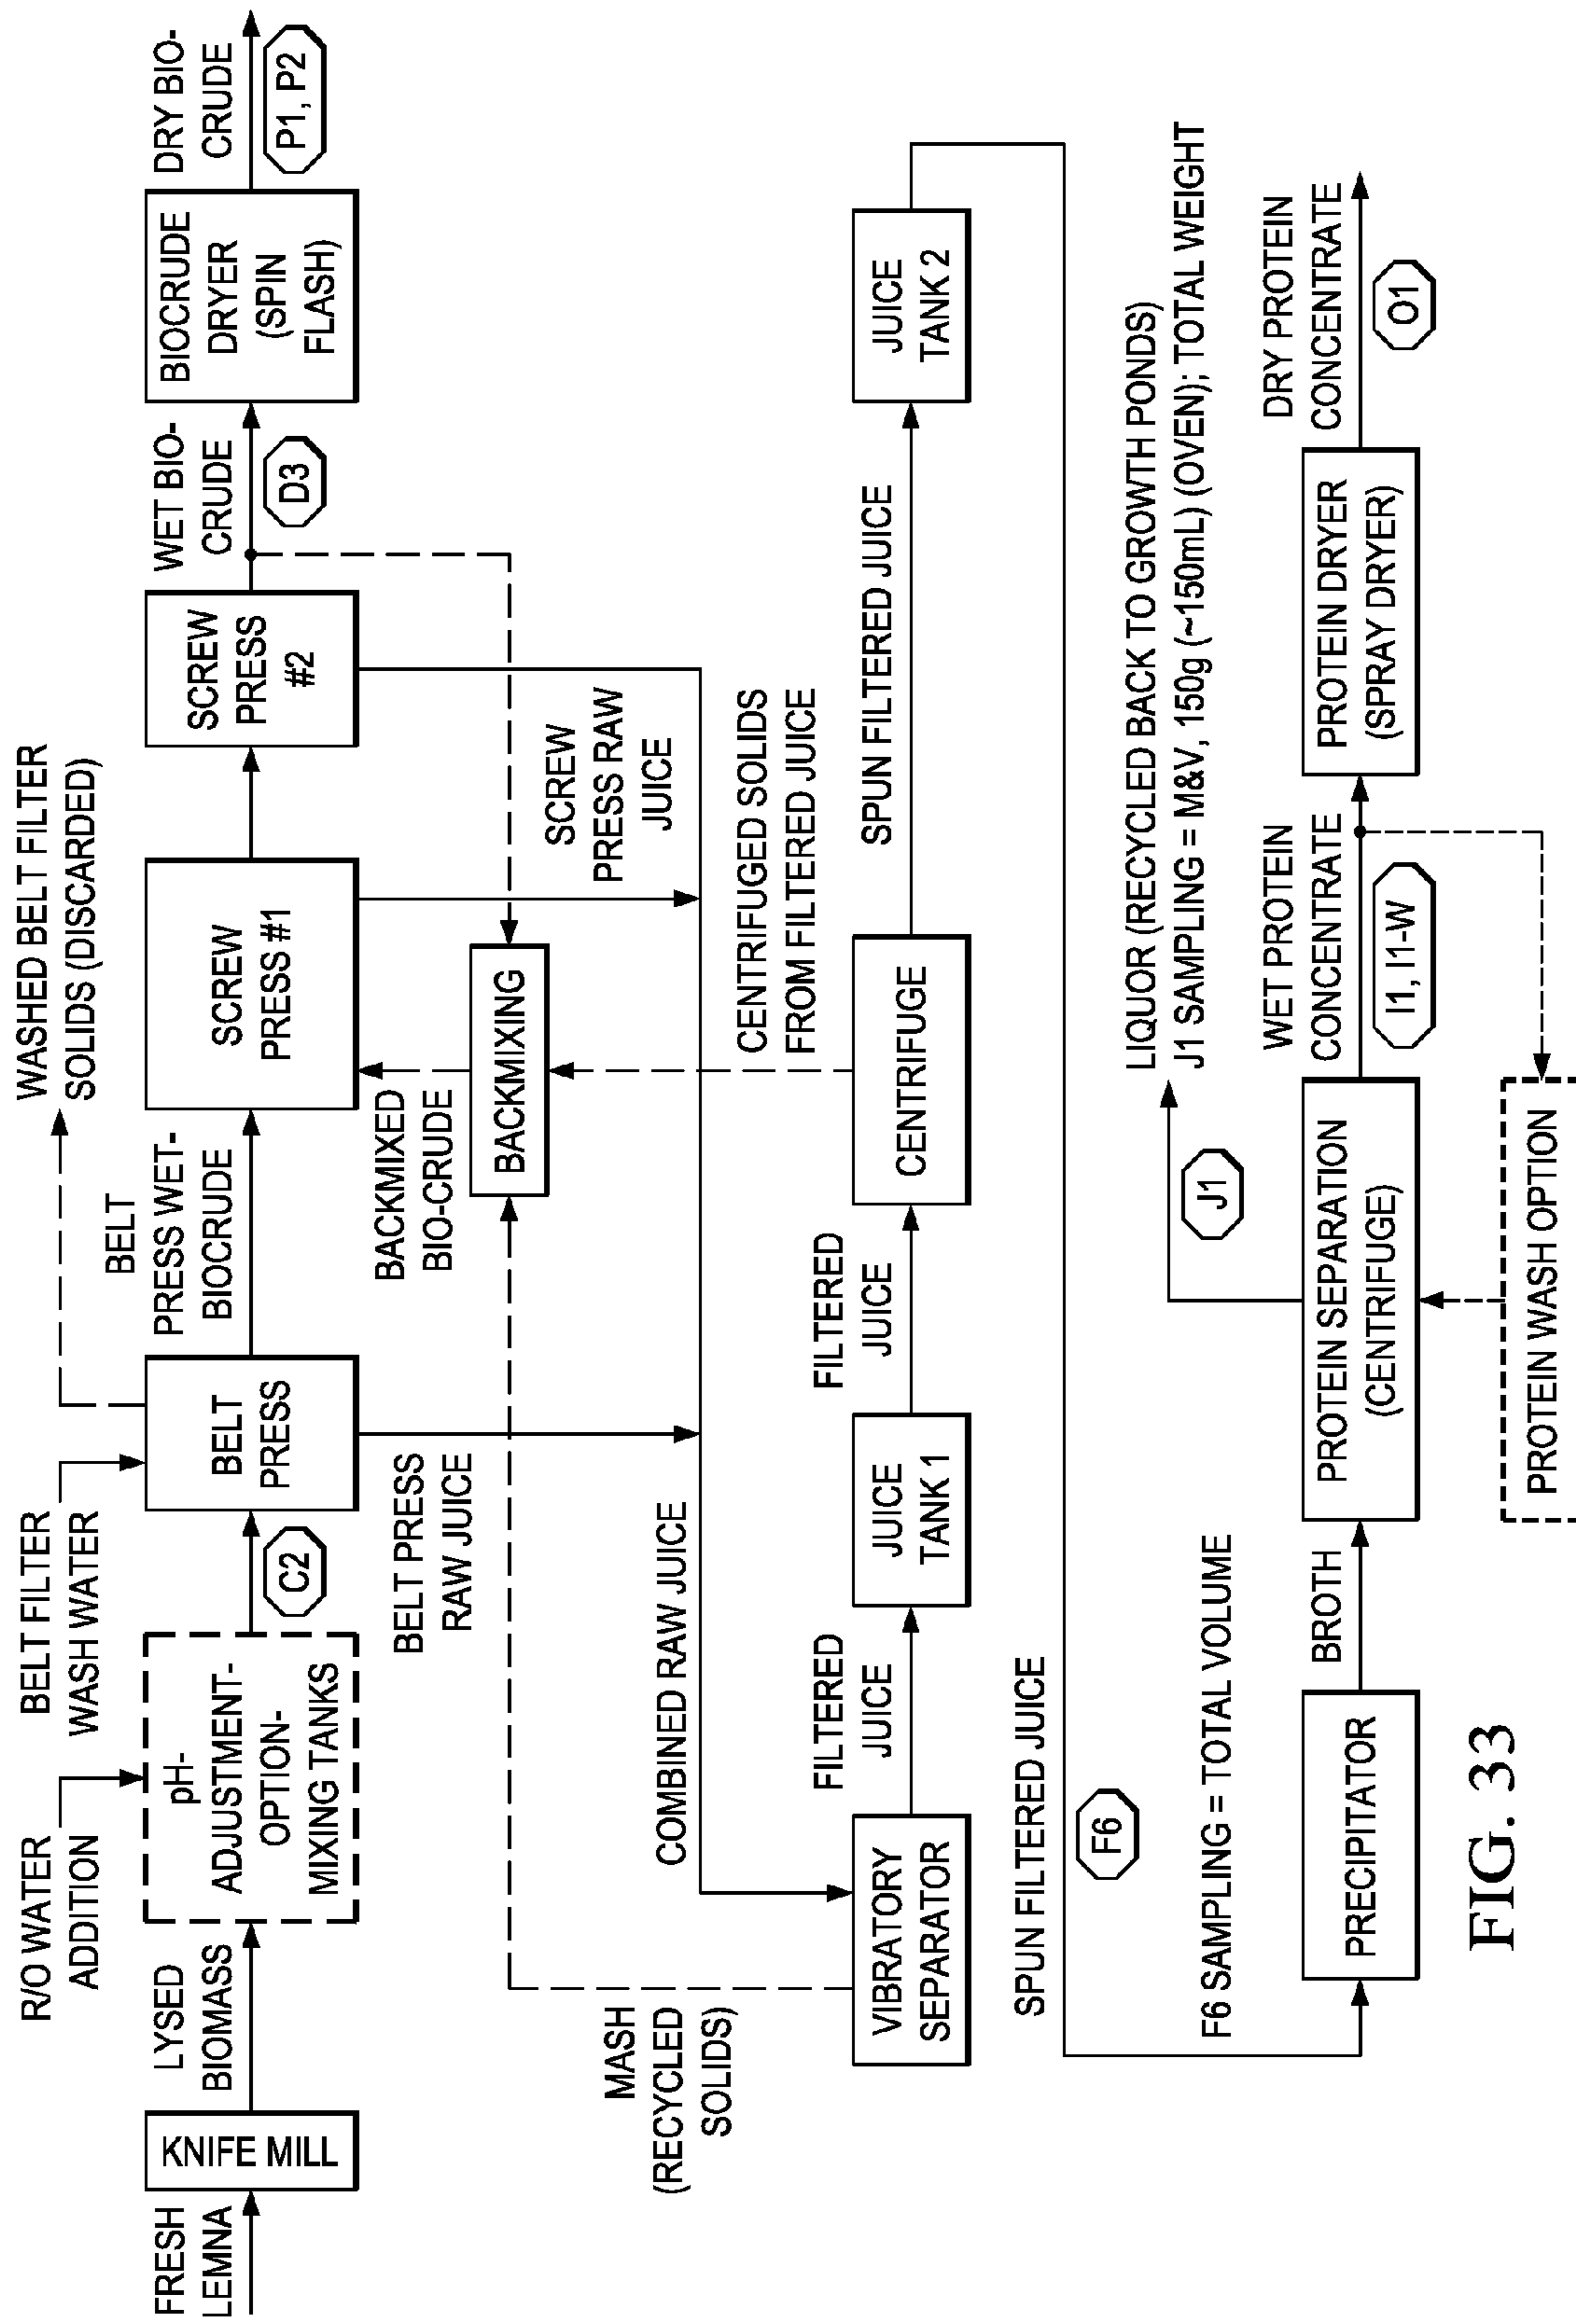 FRESH
LEMNA
KNIFE MILL
LYSED
BIOMASS
R/O WATER
ADDITION
pH-
ADJUSTMENT-
OPTION-
MIXING TANKS
C2
BELT FILTER
WASH WATER
BELT
PRESS
WASHED BELT FILTER
SOLIDS (DISCARDED)
BELT
PRESS WET-
BIOCRUDE
SCREW
PRESS #1
SCREW
PRESS
#2
WET BIO-
CRUDE
D3
BIOCRUDE
DRYER
(SPIN
FLASH)
DRY BIO-
CRUDE
P1, P2
BELT PRESS
RAW JUICE
BACKMIXED
BIO-CRUDE
BACKMIXING
SCREW
PRESS RAW
JUICE
COMBINED RAW JUICE
CENTRIFUGED SOLIDS
FROM FILTERED JUICE
MASH
(RECYCLED
SOLIDS)
VIBRATORY
SEPARATOR
FILTERED
JUICE
JUICE
TANK 1
FILTERED
JUICE
CENTRIFUGE
SPUN FILTERED JUICE
JUICE
TANK 2
SPUN FILTERED JUICE
F6
F6 SAMPLING = TOTAL VOLUME
LIQUOR (RECYCLED BACK TO GROWTH PONDS)
J1 SAMPLING = M&V, 150g (~150mL) (OVEN); TOTAL WEIGHT
J1
PRECIPITATOR
BROTH
PROTEIN SEPARATION
(CENTRIFUGE)
WET PROTEIN
CONCENTRATE
I1, I1-W
PROTEIN DRYER
(SPRAY DRYER)
DRY PROTEIN
CONCENTRATE
O1
PROTEIN WASH OPTION
FIG. 33